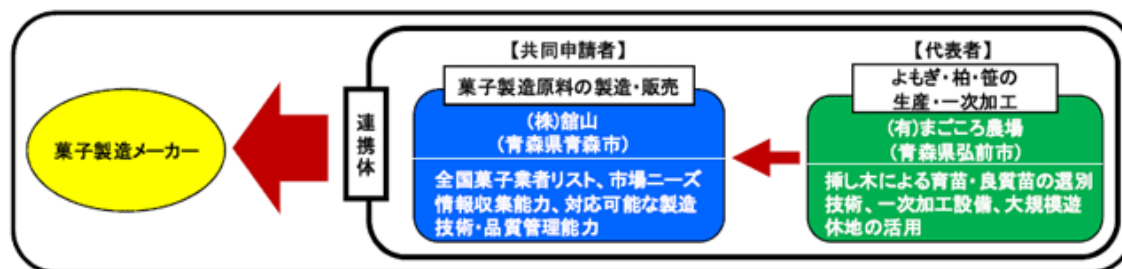 【共同申請者】
【代表者】
菓子製造原料の製造・販売
よもぎ・柏・笹の
生産・一次加工
菓子製造メーカー
連携体
(株)舘山
(青森県青森市)
全国菓子業者リスト、市場ニーズ
情報収集能力、対応可能な製造
技術・品質管理能力
(有)まごころ農場
(青森県弘前市)
挿し木による育苗・良質苗の選別
技術、一次加工設備、大規模遊
休地の活用